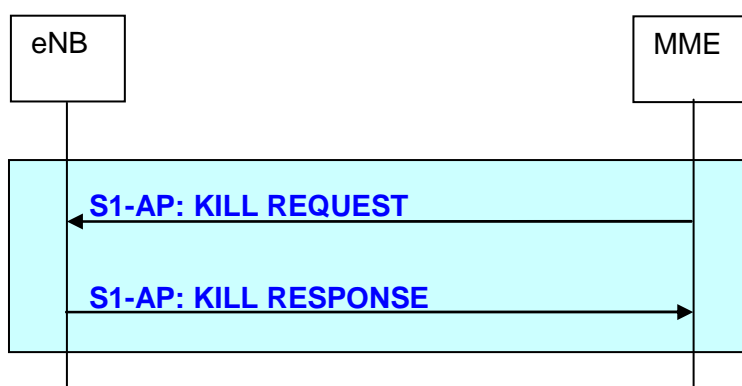 eNB
MME
S1-AP: KILL REQUEST
S1-AP: KILL RESPONSE